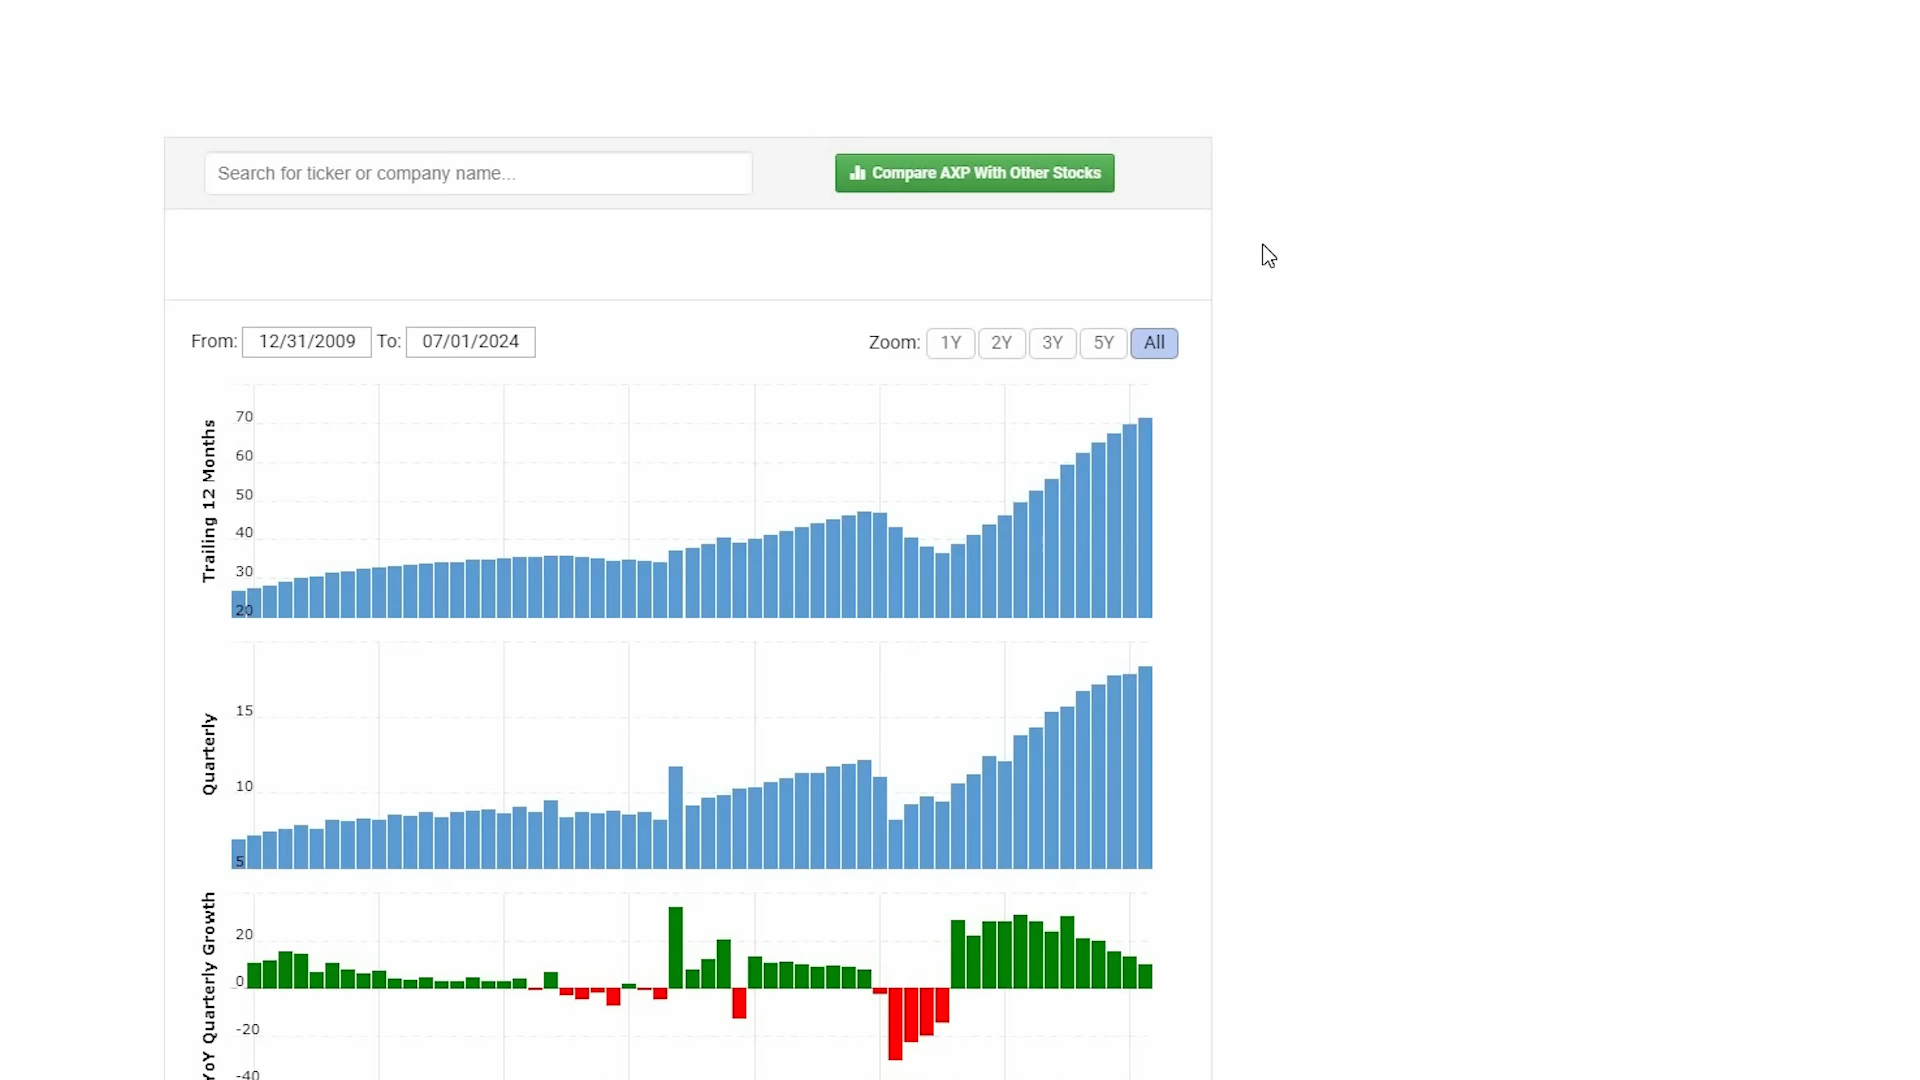 Search for ticker or company name...
Compare AXP With Other Stocks
From: 12/31/2009 To: 07/01/2024
Zoom: 1Y 2Y 3Y 5Y All
Trailing 12 Months
70
60
50
40
30
20
Quarterly
15
10
5
YoY Quarterly Growth
20
0
-20
-40